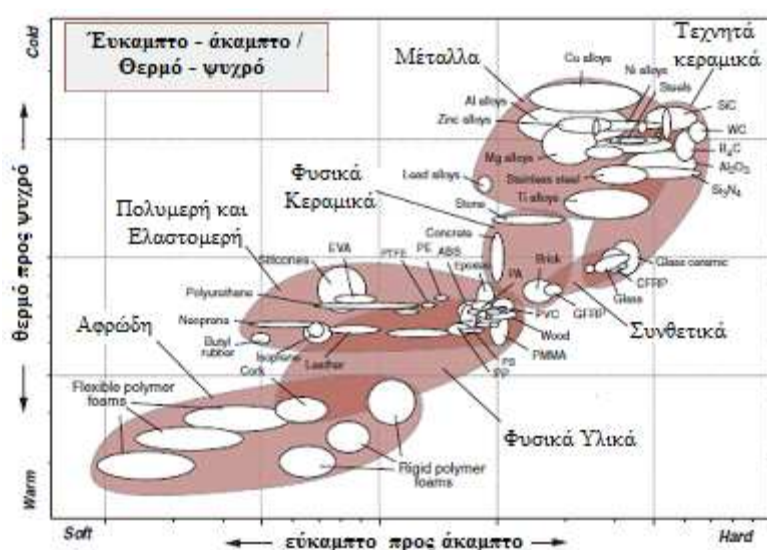 Έυκαμπτο - άκαμπτο /
Θερμό - ψυχρό
Μέταλλα
Τεχνητά
κεραμικά
Cu alloys
Ni alloys
Steels
Al alloys
Zinc alloys
SiC
WC
B4C
Al2O3
Si3N4
Mg alloys
Lead alloys
Stainless steel
Ti alloys
Stone
Φυσικά
Κεραμικά
Concrete
Πολυμερή και
Ελαστομερή
Silicones
EVA
PTFE
PE
ABS
Epoxies
PA
Brick
Glass ceramic
CFRP
Glass
GFRP
PVC
Wood
PMMA
PS
PP
Συνθετικά
Polyurethane
Neoprene
Butyl
rubber
Isoprene
Leather
Cork
Αφρώδη
Flexible polymer
foams
Φυσικά Υλικά
Rigid polymer
foams
Cold
θερμό προς ψυχρό
Warm
Soft
εύκαμπτο προς άκαμπτο
Hard